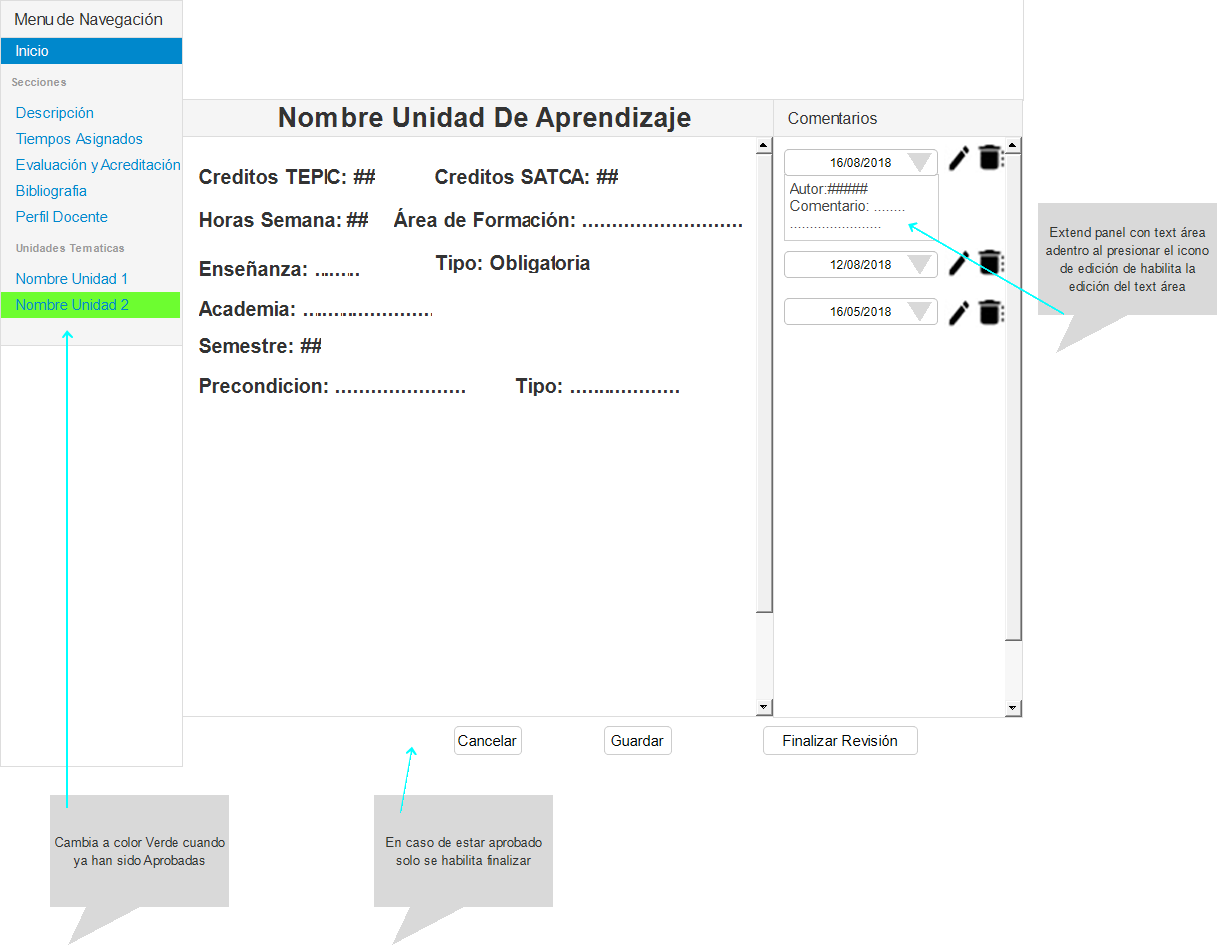 Menu de Navegación
Inicio
Secciones
Descripción
Tiempos Asignados
Evaluación y Acreditación
Bibliografia
Perfil Docente
Unidades Tematicas
Nombre Unidad 1
Nombre Unidad 2
Nombre Unidad De Aprendizaje
Creditos TEPIC: ## Creditos SATCA: ##
Horas Semana: ## Área de Formación: ...........................
Enseñanza: ........ Tipo: Obligatoria
Academia: ......................
Semestre: ##
Precondicion: ...................... Tipo: ...................
Comentarios
16/08/2018
Autor:#####
Comentario: ........
.......................
12/08/2018
16/05/2018
Extend panel con text área
adentro al presionar el icono
de edición de habilita la
edición del text área
Cancelar Guardar Finalizar Revisión
Cambia a color Verde cuando
ya han sido Aprobadas
En caso de estar aprobado
solo se habilita finalizar